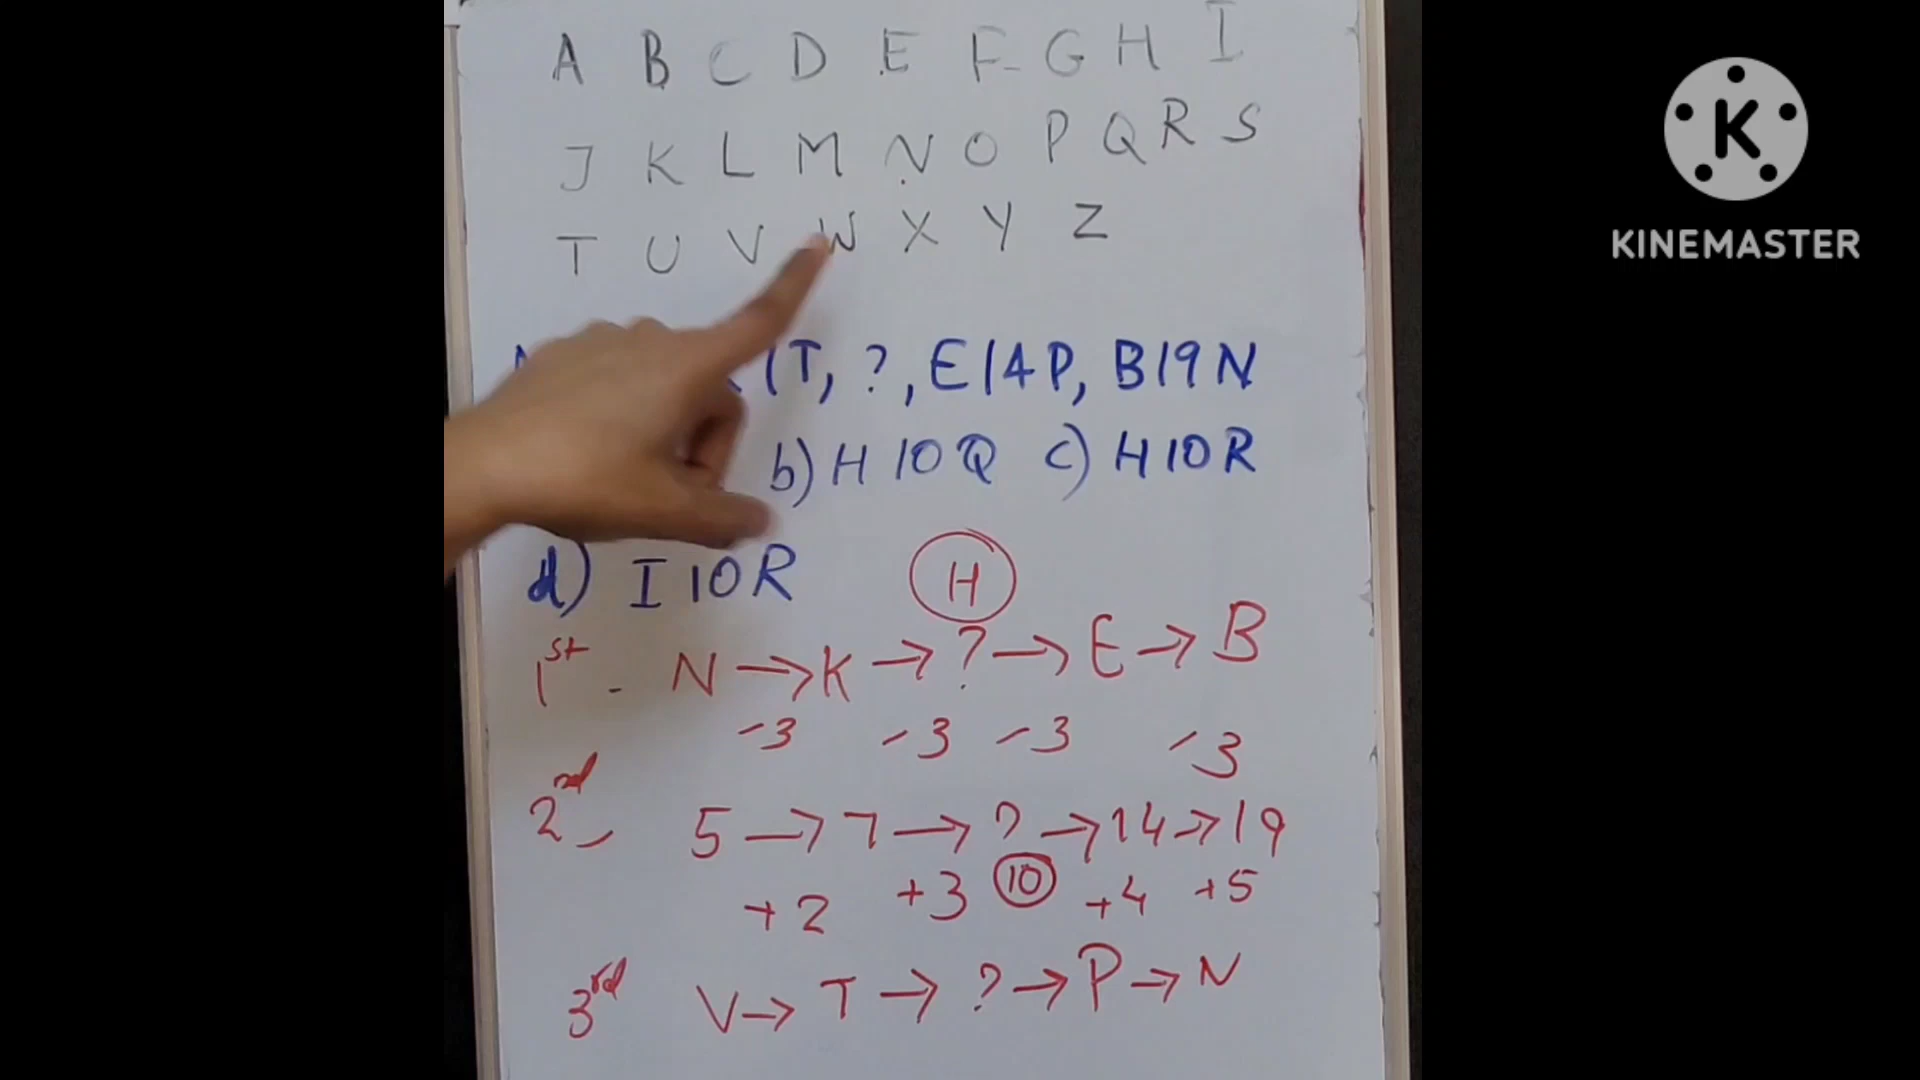 A B C D E F G H I
J K L M N O P Q R S
T U V W X Y Z
T, ?, E14P, B19N
b) H10Q c) H10R
d) I10R
H
1st - N → K → ? → E → B
-3 -3 -3 -3
2nd - 5 → 7 → ? → 14 → 19
+2 +3 10 +4 +5
3rd V → T → ? → P → N
K
KINEMASTER